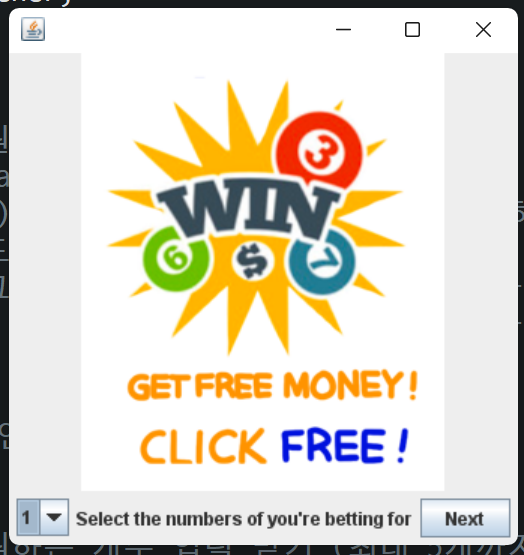 3
WIN
6 $ 7
GET FREE MONEY!
CLICK FREE!
1 Select the numbers of you're betting for Next